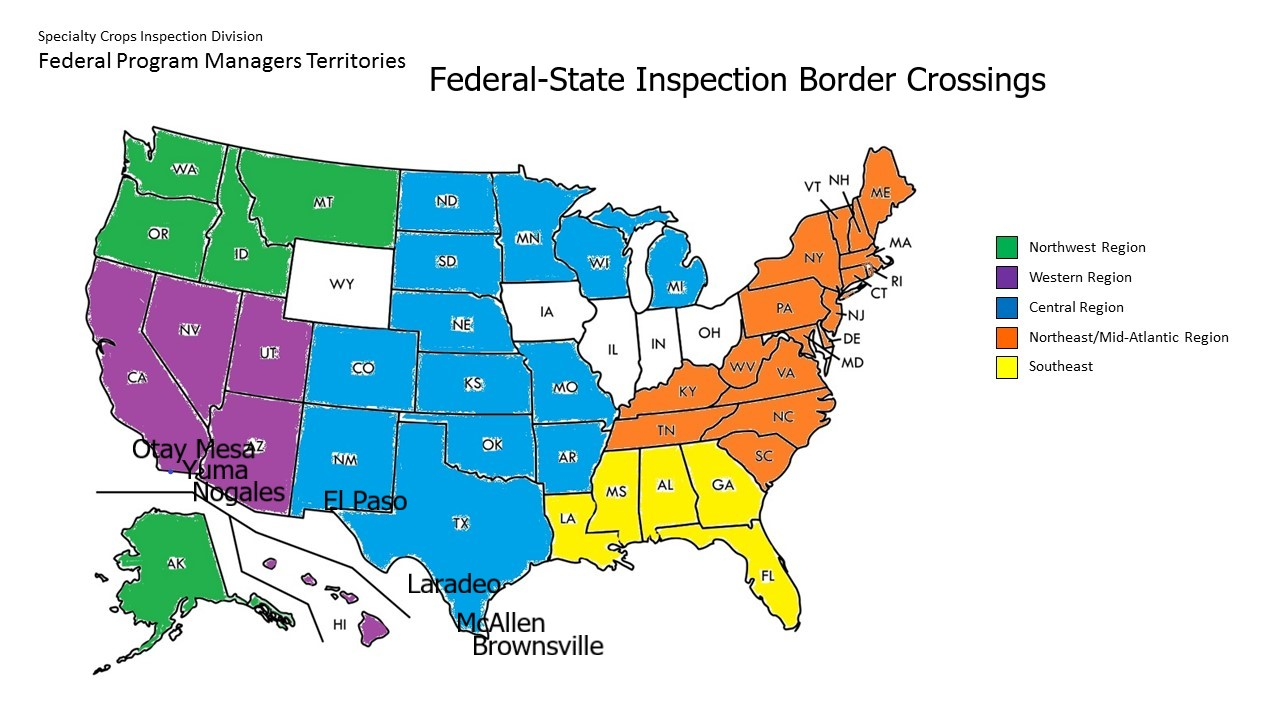 Specialty Crops Inspection Division
Federal Program Managers Territories
Federal-State Inspection Border Crossings
WA
MT
ND
MN
ME
VT
NH
OR
ID
SD
WI
MI
NY
MA
RI
CT
WY
NE
IA
PA
NJ
DE
MD
NV
UT
CO
KS
MO
IL
IN
OH
WV
VA
KY
CA
AZ
NM
OK
AR
TN
NC
SC
TX
LA
MS
AL
GA
FL
AK
HI
Otay Mesa
Yuma
Nogales
El Paso
Laradeo
McAllen
Brownsville
Northwest Region
Western Region
Central Region
Northeast/Mid-Atlantic Region
Southeast